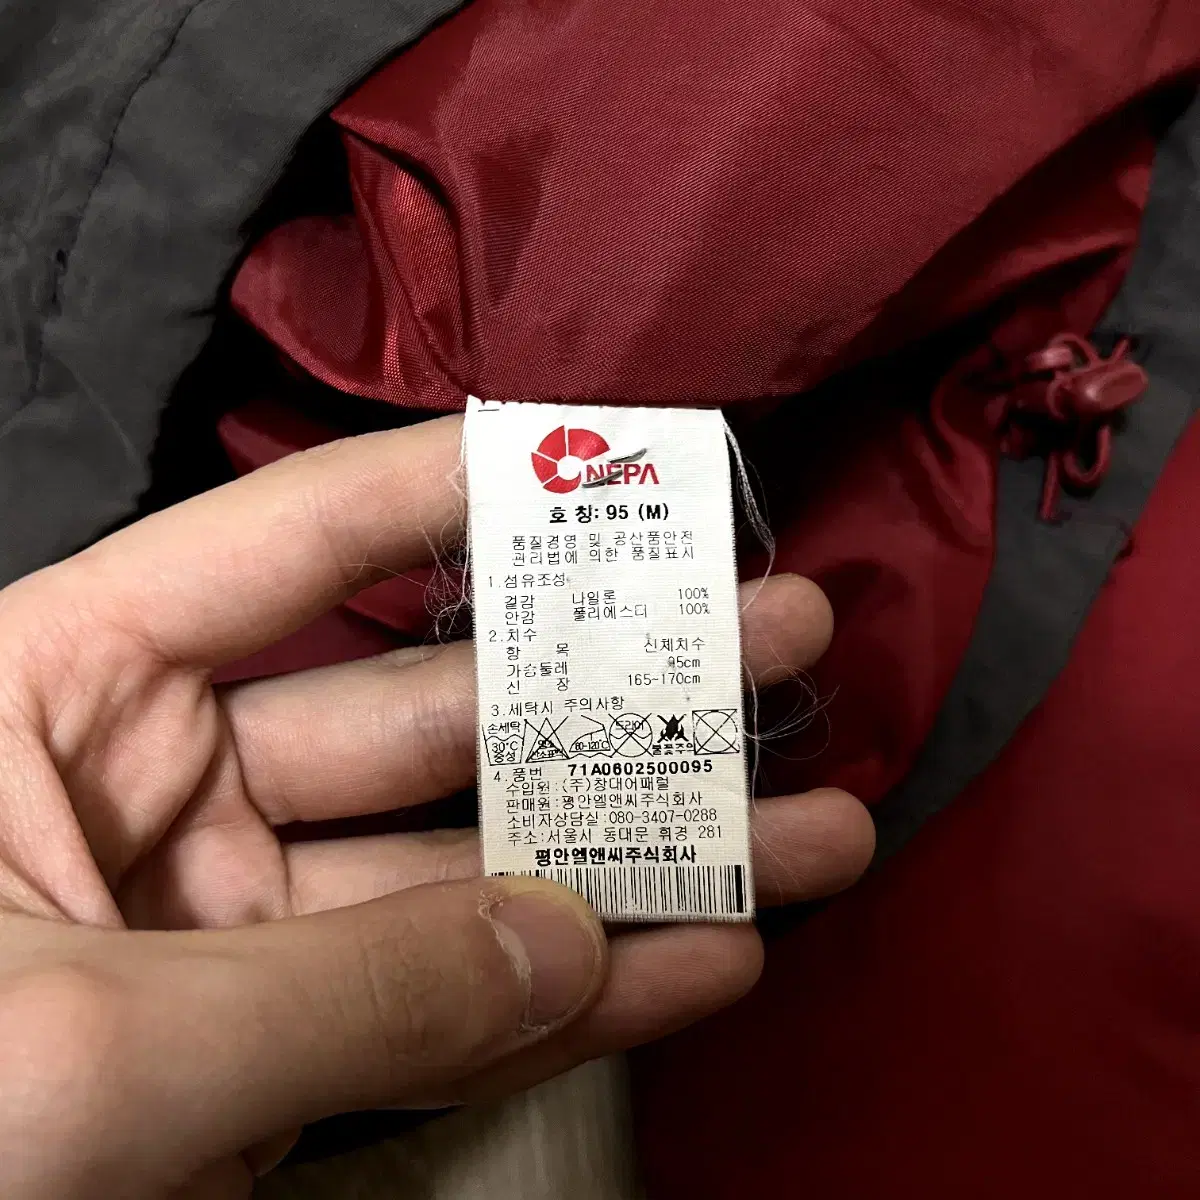 NEPA
호 칭: 95 (M)
품질경영 및 공산품안전
관리법에 의한 품질표시
1.섬유조성
겉감 나일론 100%
안감 폴리에스터 100%
2.치수
항 목 신체치수
가슴둘레 95cm
신 장 165~170cm
3.세탁시 주의사항
손세탁 30°C 중성
80~120°C
드라이
불꽃주의
4.품번 71A0602500095
수입원:(주)창대어패럴
판매원:평안엘앤씨주식회사
소비자상담실:080-3407-0288
주소:서울시 동대문 휘경 281
평안엘앤씨주식회사